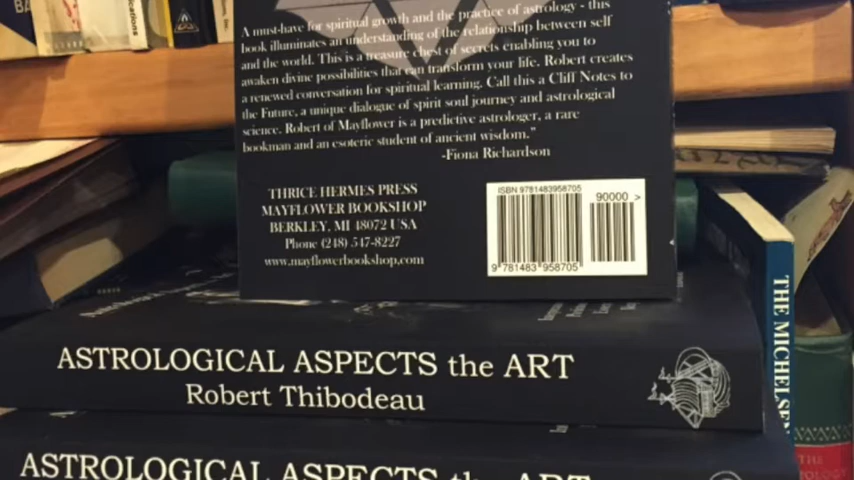 A must-have for spiritual growth and the practice of astrology - this
book illuminates an understanding of the relationship between self
and the world. This is a treasure chest of secrets enabling you to
awaken divine possibilities that can transform your life. Robert creates
a renewed conversation for spiritual learning. Call this a Cliff Notes to
the Future, a unique dialogue of spirit soul journey and astrological
science. Robert of Mayflower is a predictive astrologer, a rare
bookman and an esoteric student of ancient wisdom."
-Fiona Richardson
THRICE HERMES PRESS
MAYFLOWER BOOKSHOP
BERKLEY, MI 48072 USA
Phone (248) 547-8227
www.mayflowerbookshop.com
ISBN 9781483958705
90000 >
9 781483 958705
ASTROLOGICAL ASPECTS the ART
Robert Thibodeau
ASTROLOGICAL ASPECTS the ART
THE MICHELSEN
THE